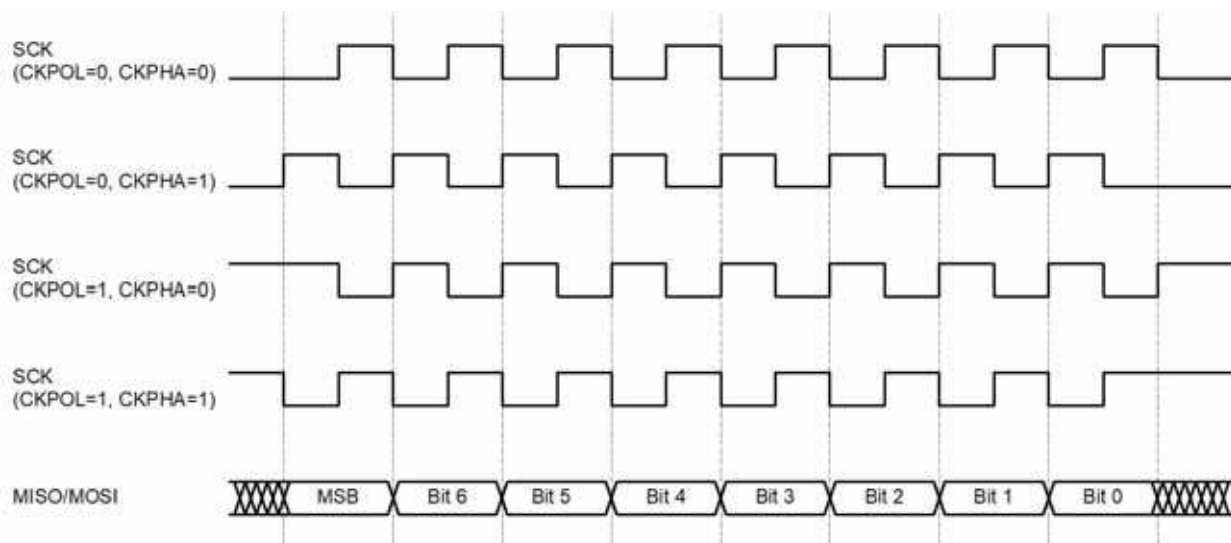 SCK
(CKPOL=0, CKPHA=0)
SCK
(CKPOL=0, CKPHA=1)
SCK
(CKPOL=1, CKPHA=0)
SCK
(CKPOL=1, CKPHA=1)
MISO/MOSI MSB Bit 6 Bit 5 Bit 4 Bit 3 Bit 2 Bit 1 Bit 0